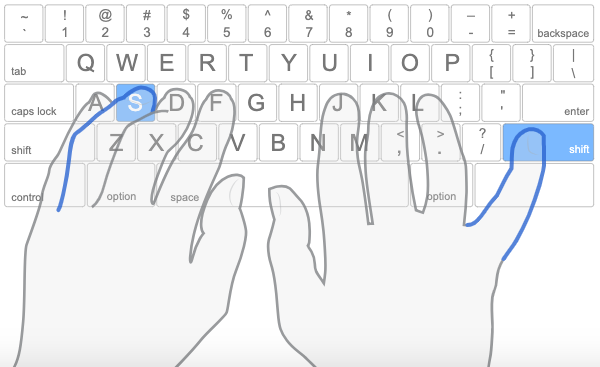 ~ ! @ # $ % ^ & * ( ) – +
` 1 2 3 4 5 6 7 8 9 0 - = backspace
tab Q W E R T Y U I O P { [ } ] | \
caps lock A S D F G H J K L : ; " ' enter
shift Z X C V B N M < , > . ? / shift
control option space option